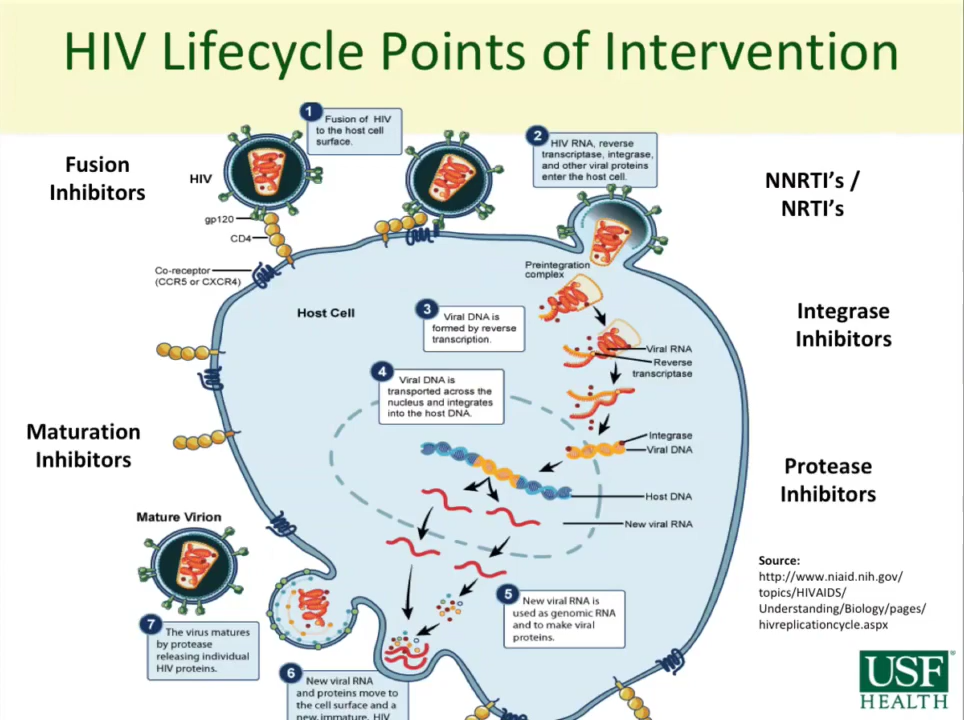 HIV Lifecycle Points of Intervention
Fusion
Inhibitors
HIV
1
Fusion of HIV
to the host cell
surface.
2
HIV RNA, reverse
transcriptase, integrase,
and other viral proteins
enter the host cell.
NNRTI's /
NRTI's
gp120
CD4
Co-receptor
(CCR5 or CXCR4)
Preintegration
complex
Host Cell
3
Viral DNA is
formed by reverse
transcription.
Integrase
Inhibitors
Viral RNA
Reverse
transcriptase
4
Viral DNA is
transported across the
nucleus and integrates
into the host DNA.
Maturation
Inhibitors
Integrase
Viral DNA
Protease
Inhibitors
Host DNA
New viral RNA
Mature Virion
Source:
http://www.niaid.nih.gov/
topics/HIVAIDS/
Understanding/Biology/pages/
hivreplicationcycle.aspx
5
New viral RNA is
used as genomic RNA
and to make viral
proteins.
7
The virus matures
by protease
releasing individual
HIV proteins.
6
New viral RNA
and proteins move to
the cell surface and a
new, immature, HIV
USF
HEALTH